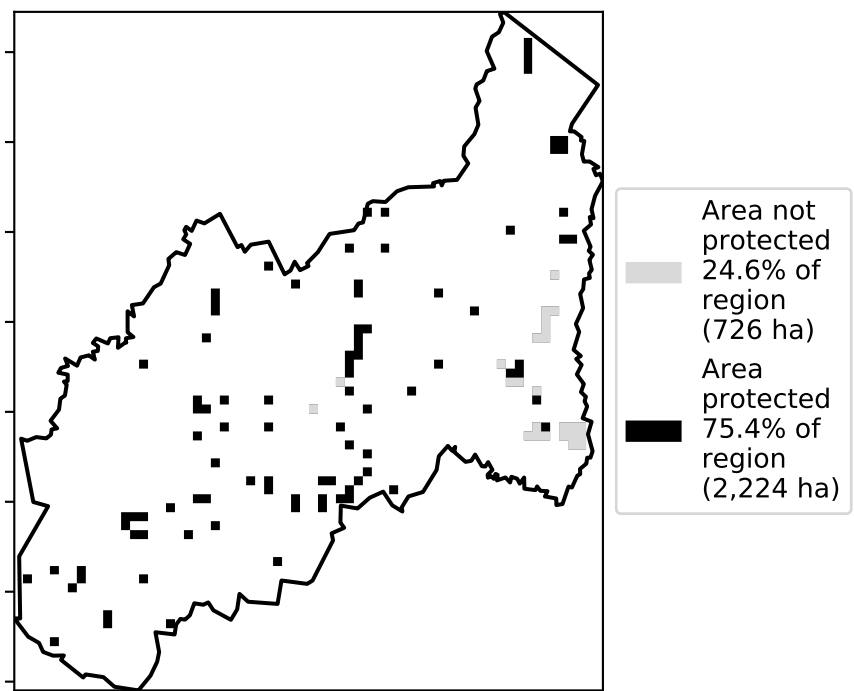 Area not
protected
24.6% of
region
(726 ha)
Area
protected
75.4% of
region
(2,224 ha)